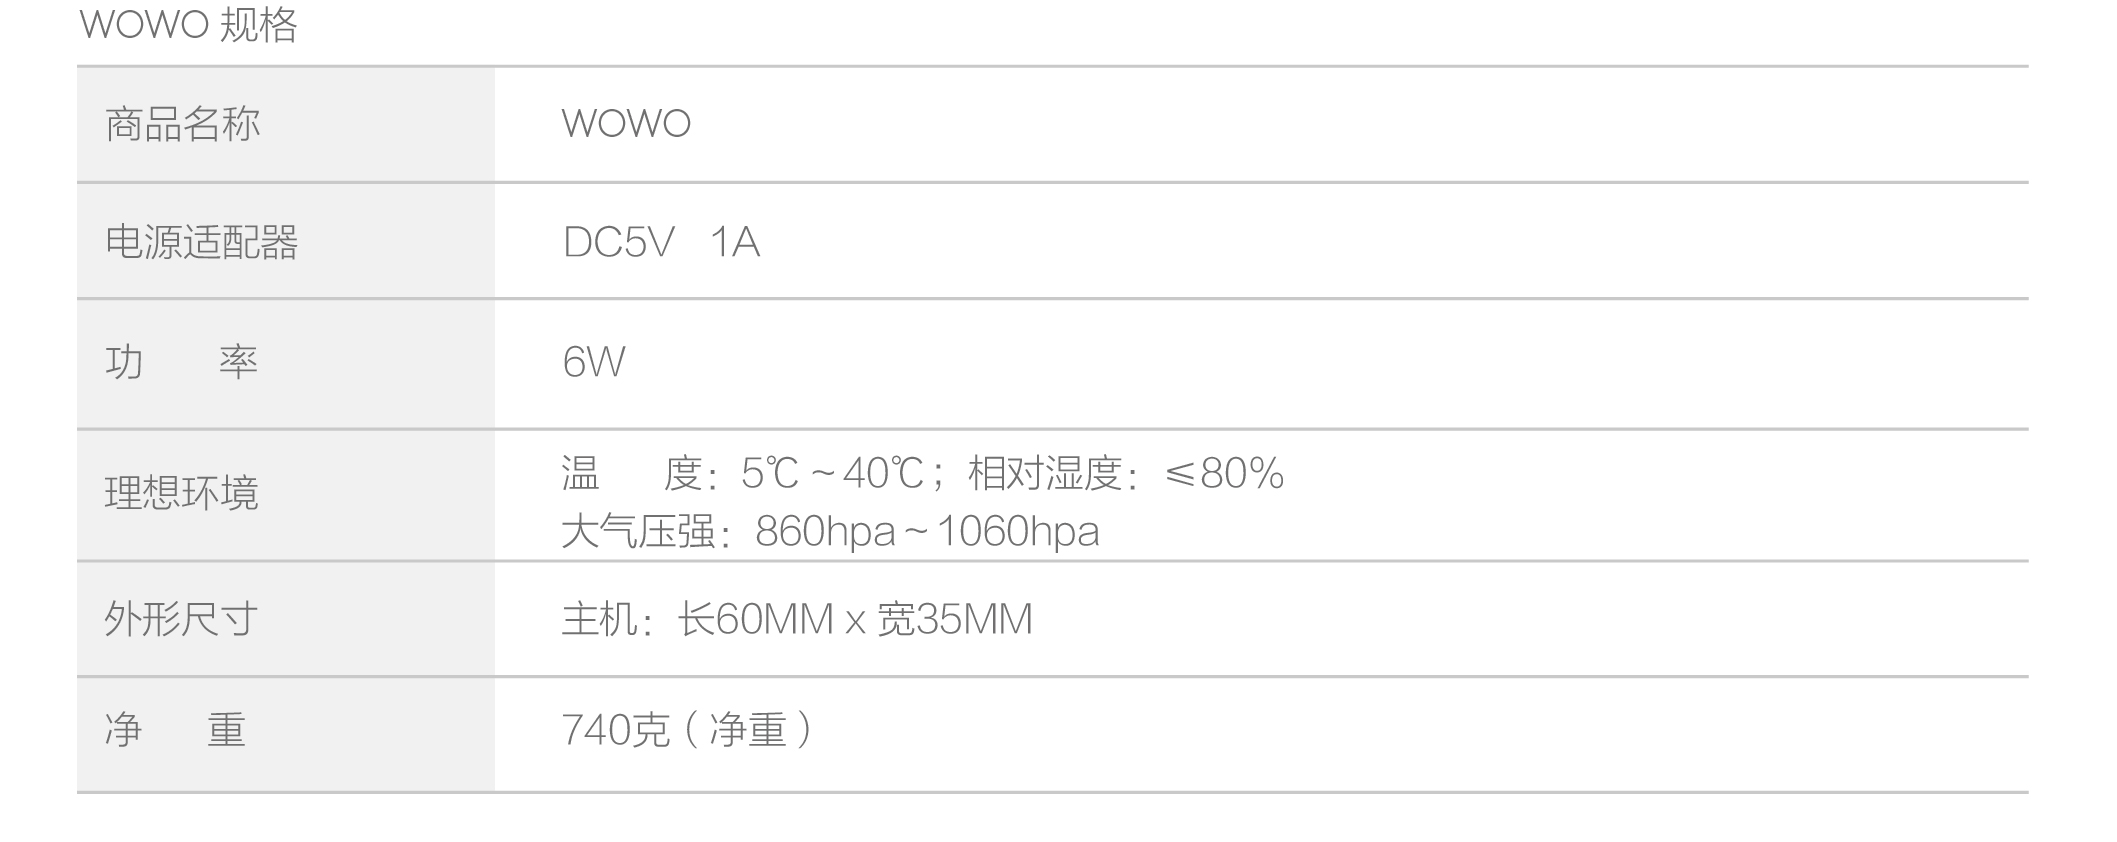 WOWO 规格
商品名称 WOWO
电源适配器 DC5V 1A
功 率 6W
理想环境 温 度：5℃～40℃；相对湿度：≤80%
大气压强：860hpa～1060hpa
外形尺寸 主机：长60MM x 宽35MM
净 重 740克（净重）